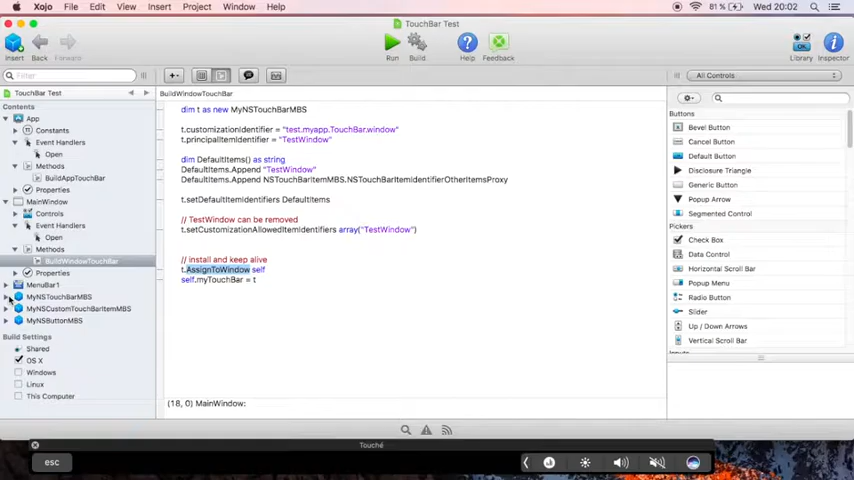 Xojo File Edit View Insert Project Window Help 81 % Wed 20:02
TouchBar Test
Insert Back Forward Run Build Help Feedback Library Inspector
Filter
All Controls
TouchBar Test
BuildWindowTouchBar
Contents
App
Constants
Event Handlers
Open
Methods
BuildAppTouchBar
Properties
MainWindow
Controls
Event Handlers
Open
Methods
BuildWindowTouchBar
Properties
MenuBar1
MyNSTouchBarMBS
MyNSCustomTouchBarItemMBS
MyNSButtonMBS
Build Settings
Shared
OS X
Windows
Linux
This Computer
dim t as new MyNSTouchBarMBS
t.customizationIdentifier = "test.myapp.TouchBar.window"
t.principalItemIdentifier = "TestWindow"
dim DefaultItems() as string
DefaultItems.Append "TestWindow"
DefaultItems.Append NSTouchBarItemMBS.NSTouchBarItemIdentifierOtherItemsProxy
t.setDefaultItemIdentifiers DefaultItems
// TestWindow can be removed
t.setCustomizationAllowedItemIdentifiers array("TestWindow")
// install and keep alive
t.AssignToWindow self
self.myTouchBar = t
(18, 0) MainWindow:
Buttons
Bevel Button
Cancel Button
Default Button
Disclosure Triangle
Generic Button
Popup Arrow
Segmented Control
Pickers
Check Box
Data Control
Horizontal Scroll Bar
Popup Menu
Radio Button
Slider
Up / Down Arrows
Vertical Scroll Bar
Touché
esc